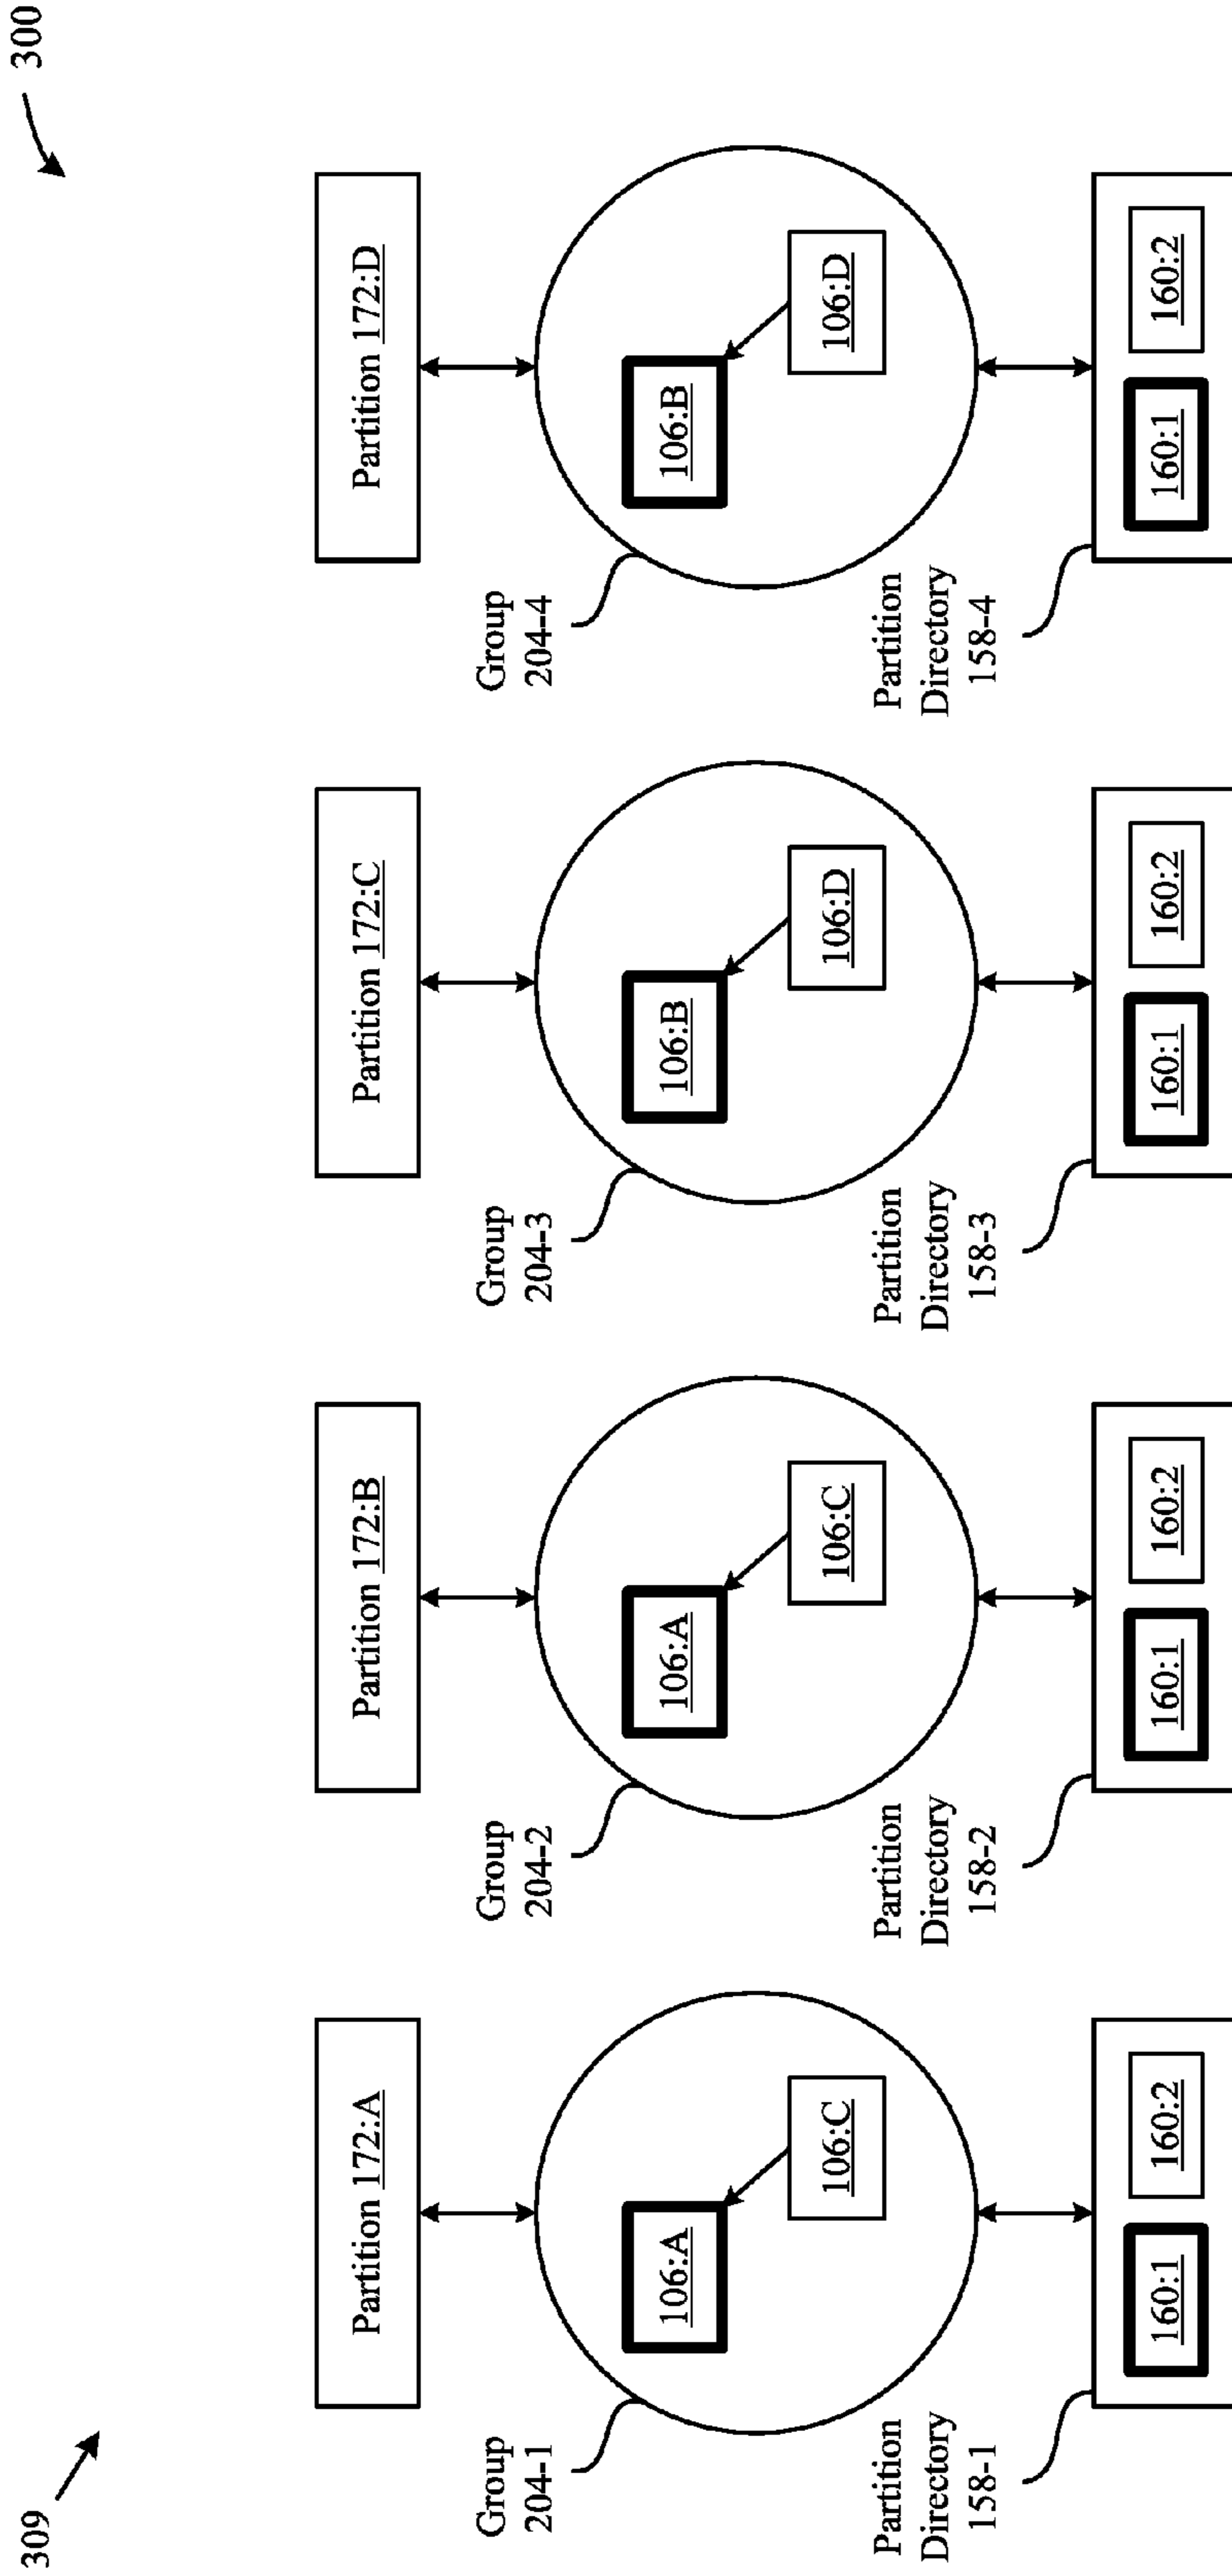 309
300
Partition 172:A
Group
204-1
106:A
106:C
Partition
Directory
158-1
160:1
160:2
Partition 172:B
Group
204-2
106:A
106:C
Partition
Directory
158-2
160:1
160:2
Partition 172:C
Group
204-3
106:B
106:D
Partition
Directory
158-3
160:1
160:2
Partition 172:D
Group
204-4
106:B
106:D
Partition
Directory
158-4
160:1
160:2